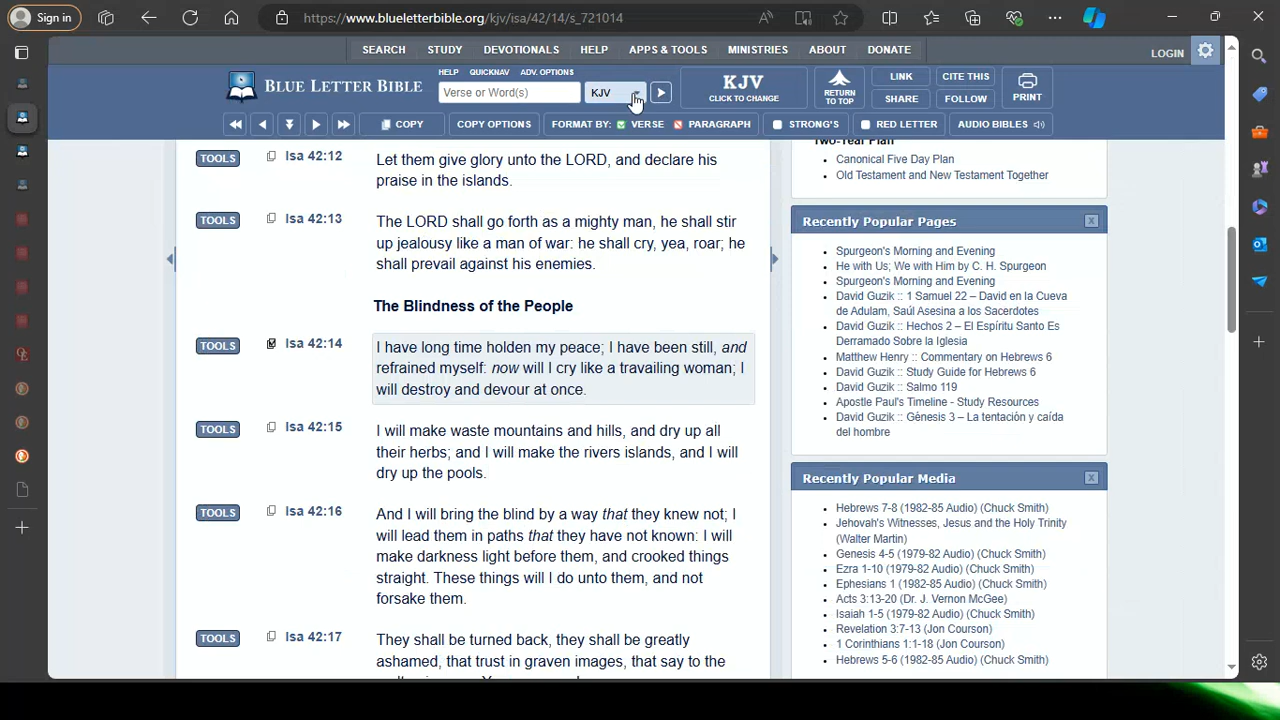 Sign in
https://www.blueletterbible.org/kjv/isa/42/14/s_721014
SEARCH STUDY DEVOTIONALS HELP APPS & TOOLS MINISTRIES ABOUT DONATE
LOGIN
HELP QUICKNAV ADV. OPTIONS
BLUE LETTER BIBLE
Verse or Word(s)
KJV
KJV
CLICK TO CHANGE
RETURN
TO TOP
LINK
CITE THIS
SHARE
FOLLOW
PRINT
COPY
COPY OPTIONS
FORMAT BY: VERSE PARAGRAPH
STRONG'S
RED LETTER
AUDIO BIBLES
TOOLS Isa 42:12 Let them give glory unto the LORD, and declare his
praise in the islands.
TOOLS Isa 42:13 The LORD shall go forth as a mighty man, he shall stir
up jealousy like a man of war: he shall cry, yea, roar; he
shall prevail against his enemies.
The Blindness of the People
TOOLS Isa 42:14 I have long time holden my peace; I have been still, and
refrained myself: now will I cry like a travailing woman; I
will destroy and devour at once.
TOOLS Isa 42:15 I will make waste mountains and hills, and dry up all
their herbs; and I will make the rivers islands, and I will
dry up the pools.
TOOLS Isa 42:16 And I will bring the blind by a way that they knew not; I
will lead them in paths that they have not known: I will
make darkness light before them, and crooked things
straight. These things will I do unto them, and not
forsake them.
TOOLS Isa 42:17 They shall be turned back, they shall be greatly
ashamed, that trust in graven images, that say to the
Two-Year Plan
Canonical Five Day Plan
Old Testament and New Testament Together
Recently Popular Pages
Spurgeon's Morning and Evening
He with Us; We with Him by C. H. Spurgeon
Spurgeon's Morning and Evening
David Guzik :: 1 Samuel 22 – David en la Cueva
de Adulam, Saúl Asesina a los Sacerdotes
David Guzik :: Hechos 2 – El Espíritu Santo Es
Derramado Sobre la Iglesia
Matthew Henry :: Commentary on Hebrews 6
David Guzik :: Study Guide for Hebrews 6
David Guzik :: Salmo 119
Apostle Paul's Timeline - Study Resources
David Guzik :: Génesis 3 – La tentación y caída
del hombre
Recently Popular Media
Hebrews 7-8 (1982-85 Audio) (Chuck Smith)
Jehovah's Witnesses, Jesus and the Holy Trinity
(Walter Martin)
Genesis 4-5 (1979-82 Audio) (Chuck Smith)
Ezra 1-10 (1979-82 Audio) (Chuck Smith)
Ephesians 1 (1982-85 Audio) (Chuck Smith)
Acts 3:13-20 (Dr. J. Vernon McGee)
Isaiah 1-5 (1979-82 Audio) (Chuck Smith)
Revelation 3:7-13 (Jon Courson)
1 Corinthians 1:1-18 (Jon Courson)
Hebrews 5-6 (1982-85 Audio) (Chuck Smith)